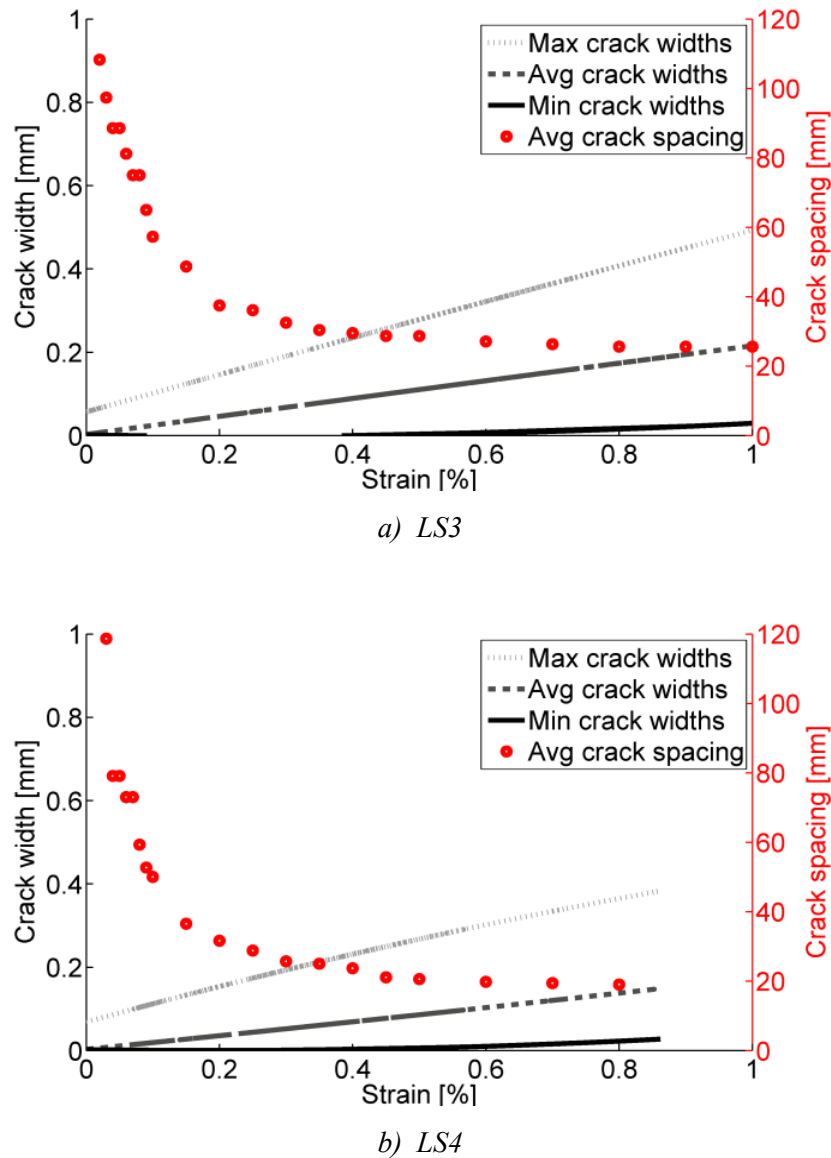 1
0.8
0.6
0.4
0.2
0
Crack width [mm]
Max crack widths
Avg crack widths
Min crack widths
Avg crack spacing
120
100
80
60
40
20
0
Crack spacing [mm]
0 0.2 0.4 0.6 0.8 1
Strain [%]
a) LS3
1
0.8
0.6
0.4
0.2
0
Crack width [mm]
Max crack widths
Avg crack widths
Min crack widths
Avg crack spacing
120
100
80
60
40
20
0
Crack spacing [mm]
0 0.2 0.4 0.6 0.8 1
Strain [%]
b) LS4